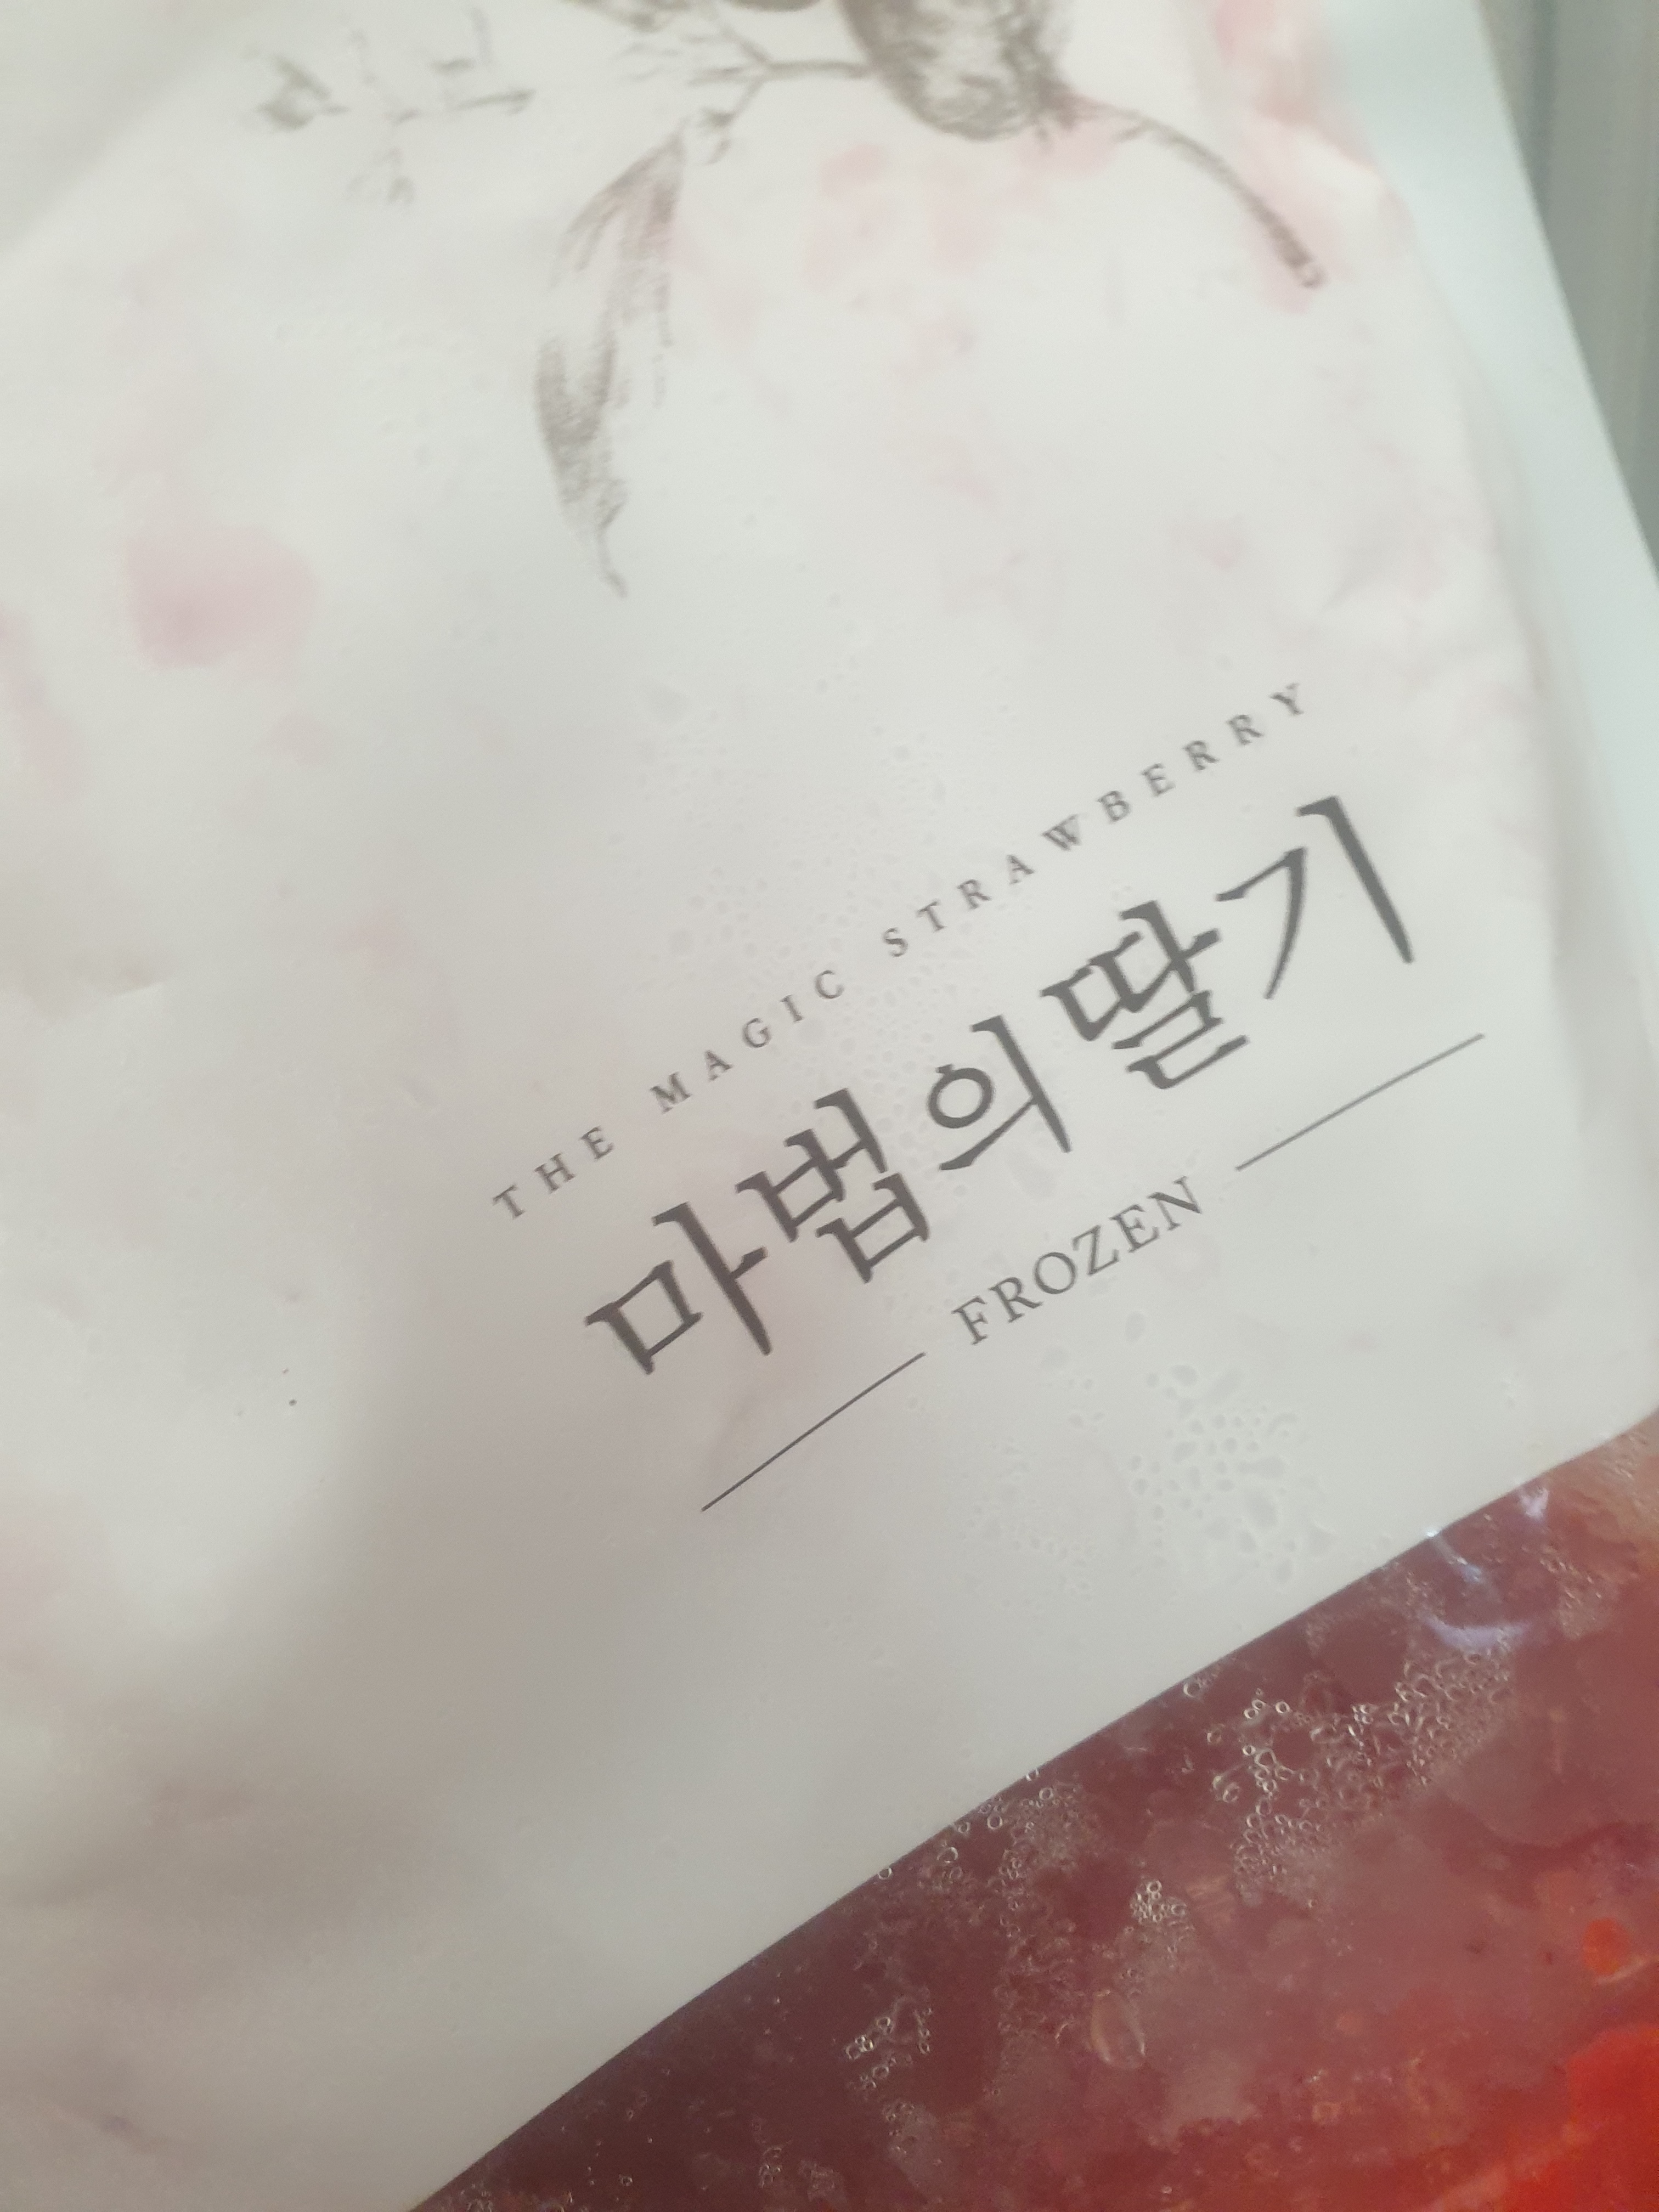 THE MAGIC STRAWBERRY
마법의딸기
FROZEN